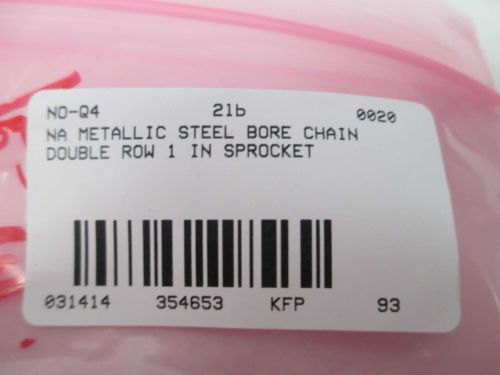 NO-Q4 21b 0020
NA METALLIC STEEL BORE CHAIN
DOUBLE ROW 1 IN SPROCKET
031414 354653 KFP 93